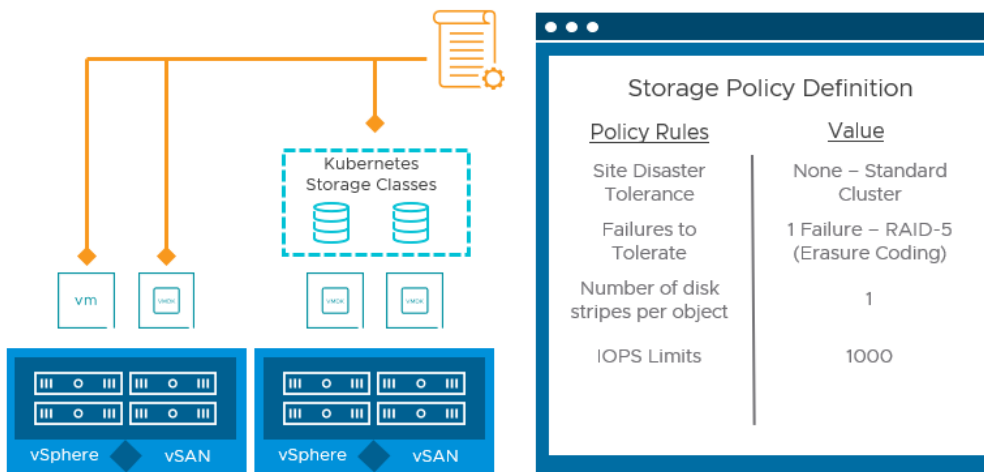 Kubernetes
Storage Classes
vm
VMDK
VMDK
VMDK
vSphere
vSAN
vSphere
vSAN
Storage Policy Definition
Policy Rules
Value
Site Disaster
Tolerance
None – Standard
Cluster
Failures to
Tolerate
1 Failure – RAID-5
(Erasure Coding)
Number of disk
stripes per object
1
IOPS Limits
1000